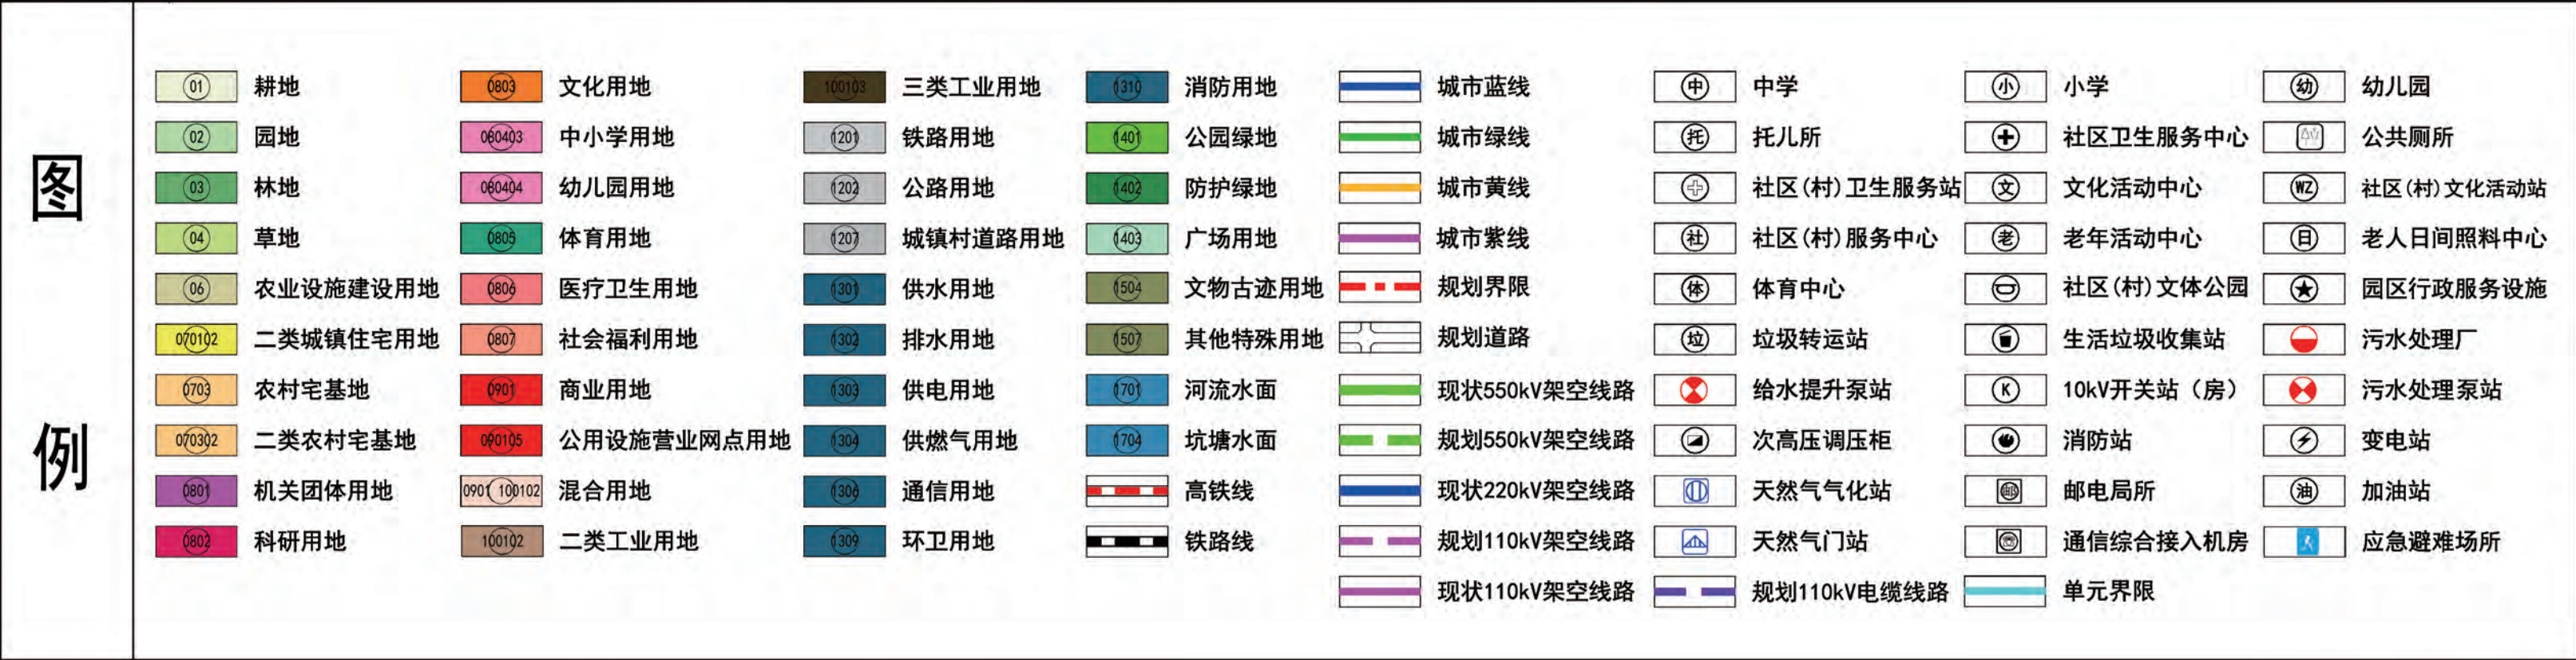 图例
01 耕地
02 园地
03 林地
04 草地
06 农业设施建设用地
070102 二类城镇住宅用地
0703 农村宅基地
070302 二类农村宅基地
0801 机关团体用地
0802 科研用地
0803 文化用地
080403 中小学用地
080404 幼儿园用地
0805 体育用地
0806 医疗卫生用地
0807 社会福利用地
0901 商业用地
090105 公用设施营业网点用地
0901 100102 混合用地
100102 二类工业用地
100103 三类工业用地
1201 铁路用地
1202 公路用地
1207 城镇村道路用地
1301 供水用地
1302 排水用地
1303 供电用地
1304 供燃气用地
1306 通信用地
1309 环卫用地
1310 消防用地
1401 公园绿地
1402 防护绿地
1403 广场用地
1504 文物古迹用地
1507 其他特殊用地
1701 河流水面
1704 坑塘水面
高铁线
铁路线
城市蓝线
城市绿线
城市黄线
城市紫线
规划界限
规划道路
现状550kV架空线路
规划550kV架空线路
现状220kV架空线路
规划110kV架空线路
现状110kV架空线路
中 中学
托 托儿所
社区(村)卫生服务站
社 社区(村)服务中心
体 体育中心
垃 垃圾转运站
给水提升泵站
次高压调压柜
天然气气化站
天然气门站
规划110kV电缆线路
小 小学
社区卫生服务中心
文 文化活动中心
老 老年活动中心
社区(村)文体公园
生活垃圾收集站
K 10kV开关站（房）
消防站
邮 邮电局所
通信综合接入机房
单元界限
幼 幼儿园
公共厕所
WZ 社区(村)文化活动站
日 老人日间照料中心
园区行政服务设施
污水处理厂
污水处理泵站
变电站
油 加油站
应急避难场所